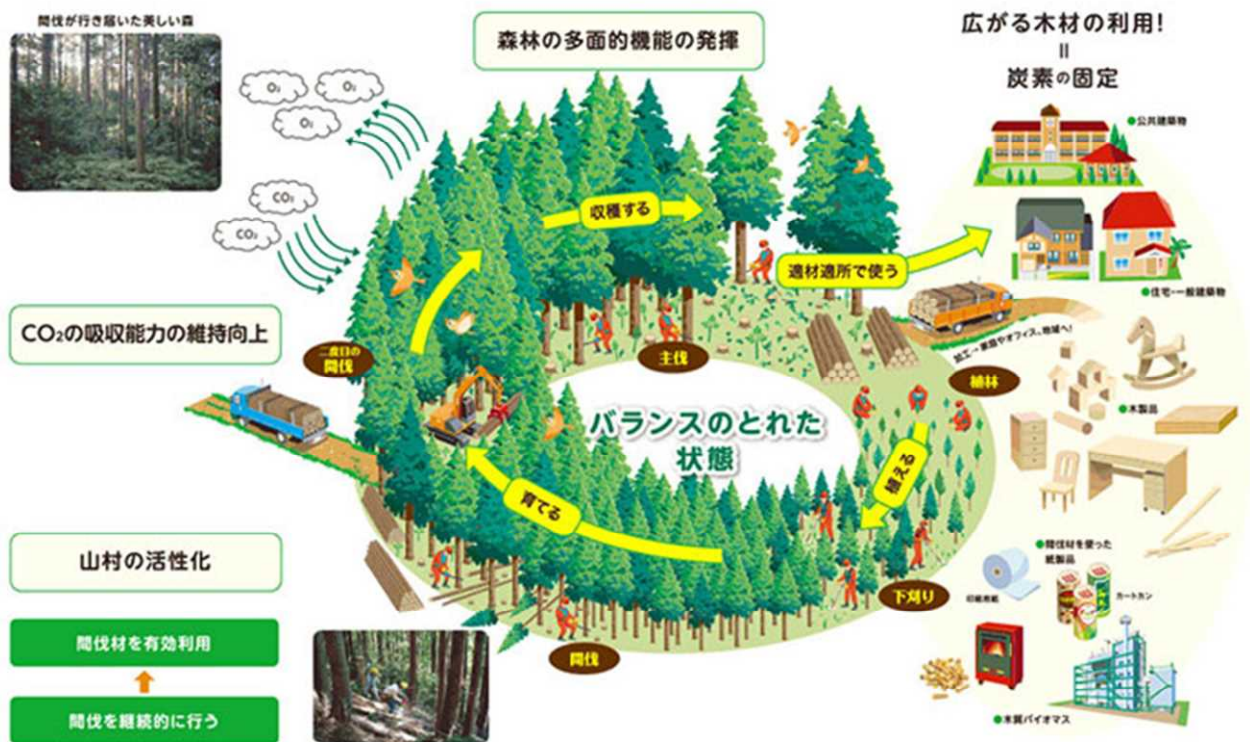 間伐が行き届いた美しい森
森林の多面的機能の発揮
広がる木材の利用!
=
炭素の固定
O₂
O₂
O₂
CO₂
CO₂
収穫する
適材適所で使う
公共建築物
住宅・一般建築物
CO₂の吸収能力の維持向上
二度目の
間伐
主伐
加工→家庭やオフィス、地域へ!
植林
木製品
バランスのとれた
状態
植える
育てる
山村の活性化
間伐材を使った
紙製品
印刷用紙
カートカン
下刈り
間伐
間伐材を有効利用
間伐を継続的に行う
木質バイオマス